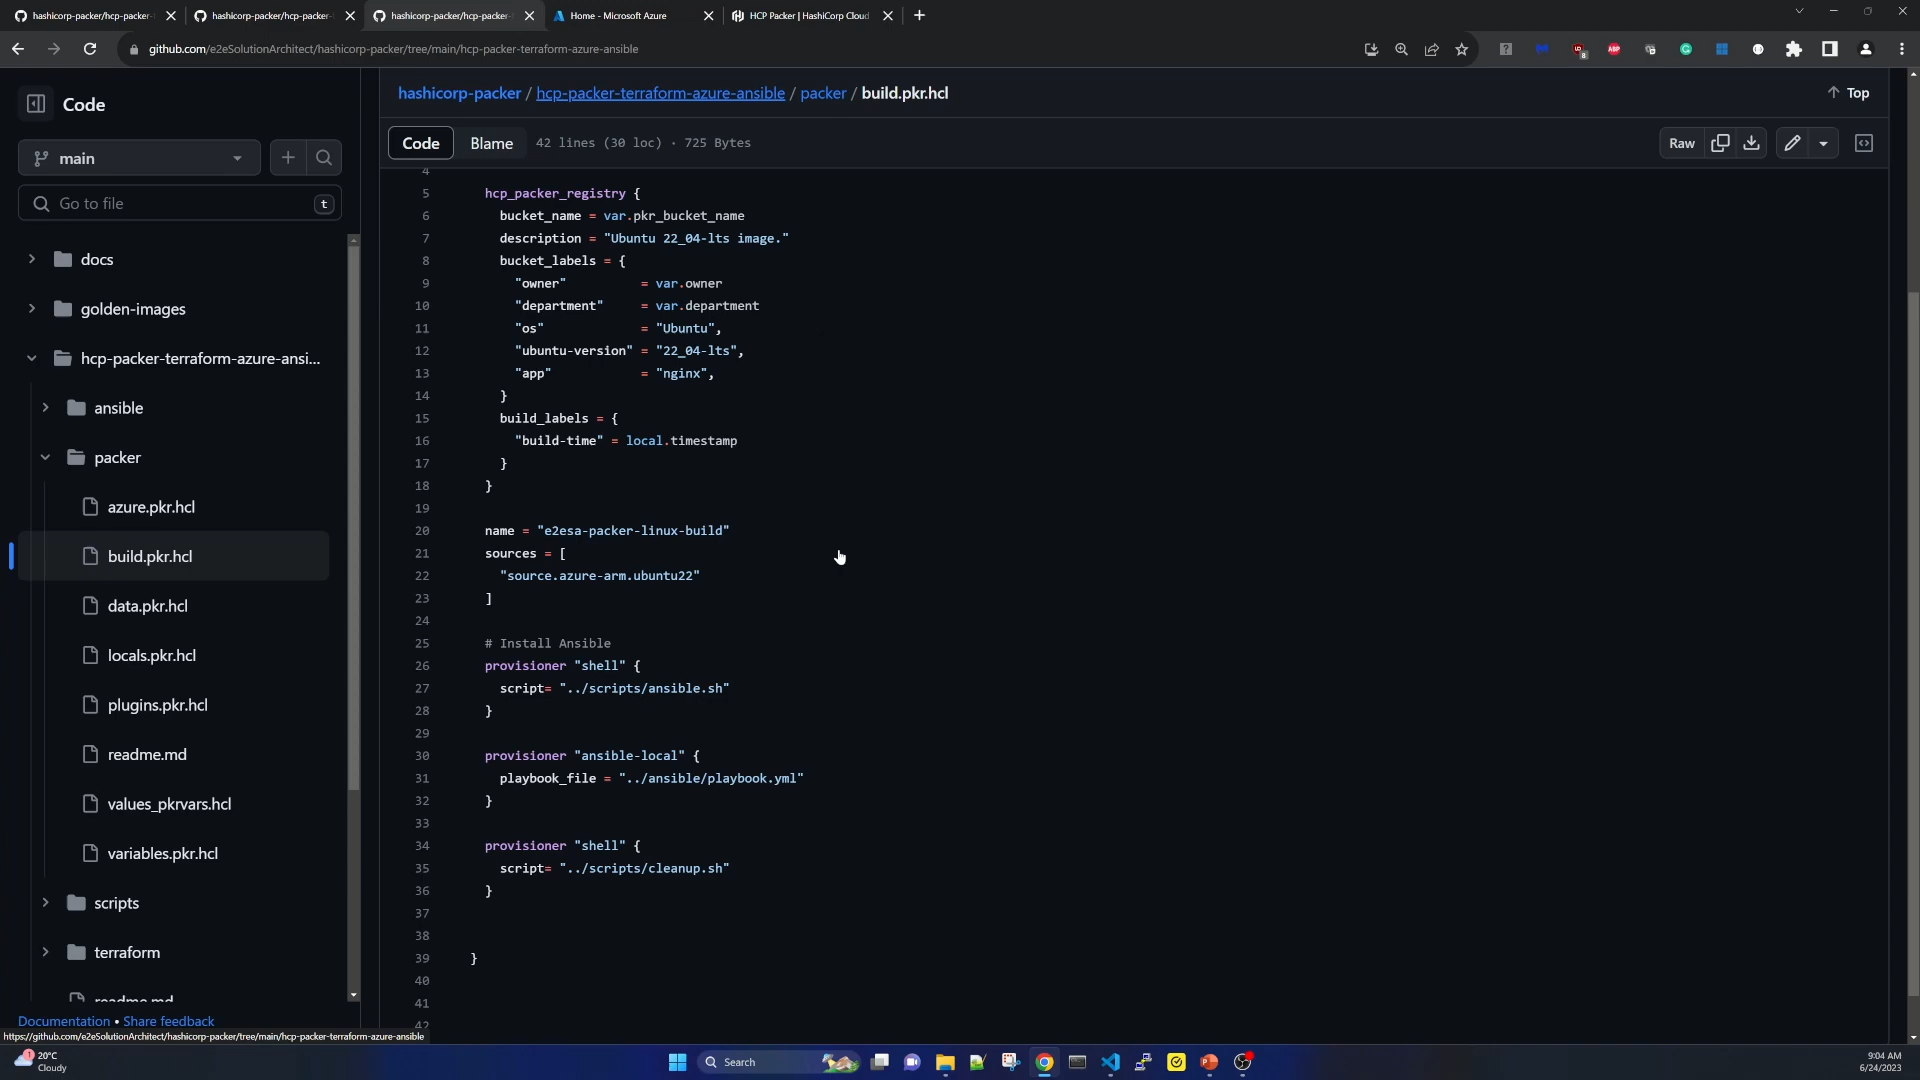 hashicorp-packer/hcp-packer-
hashicorp-packer/hcp-packer-
hashicorp-packer/hcp-packer-
Home - Microsoft Azure
HCP Packer | HashiCorp Cloud
github.com/e2eSolutionArchitect/hashicorp-packer/tree/main/hcp-packer-terraform-azure-ansible
Code
main
Go to file
t
docs
golden-images
hcp-packer-terraform-azure-ansi...
ansible
packer
azure.pkr.hcl
build.pkr.hcl
data.pkr.hcl
locals.pkr.hcl
plugins.pkr.hcl
readme.md
values_pkrvars.hcl
variables.pkr.hcl
scripts
terraform
readme.md
Documentation • Share feedback
https://github.com/e2eSolutionArchitect/hashicorp-packer/tree/main/hcp-packer-terraform-azure-ansible
hashicorp-packer / hcp-packer-terraform-azure-ansible / packer / build.pkr.hcl
Top
Code
Blame
42 lines (30 loc) · 725 Bytes
Raw
4
5 hcp_packer_registry {
6 bucket_name = var.pkr_bucket_name
7 description = "Ubuntu 22_04-lts image."
8 bucket_labels = {
9 "owner" = var.owner
10 "department" = var.department
11 "os" = "Ubuntu",
12 "ubuntu-version" = "22_04-lts",
13 "app" = "nginx",
14 }
15 build_labels = {
16 "build-time" = local.timestamp
17 }
18 }
19
20 name = "e2esa-packer-linux-build"
21 sources = [
22 "source.azure-arm.ubuntu22"
23 ]
24
25 # Install Ansible
26 provisioner "shell" {
27 script= "../scripts/ansible.sh"
28 }
29
30 provisioner "ansible-local" {
31 playbook_file = "../ansible/playbook.yml"
32 }
33
34 provisioner "shell" {
35 script= "../scripts/cleanup.sh"
36 }
37
38
39 }
40
41
42
1
20°C
Cloudy
Search
9:04 AM
6/24/2023